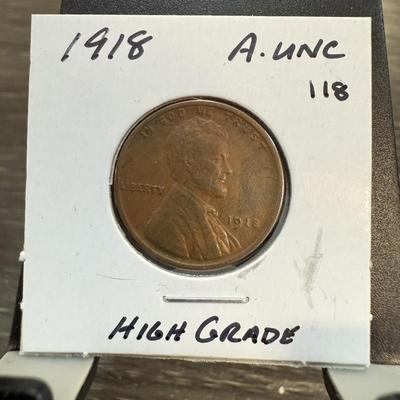 1918 A.UNC
118
IN GOD WE TRUST
LIBERTY
1918
HIGH GRADE